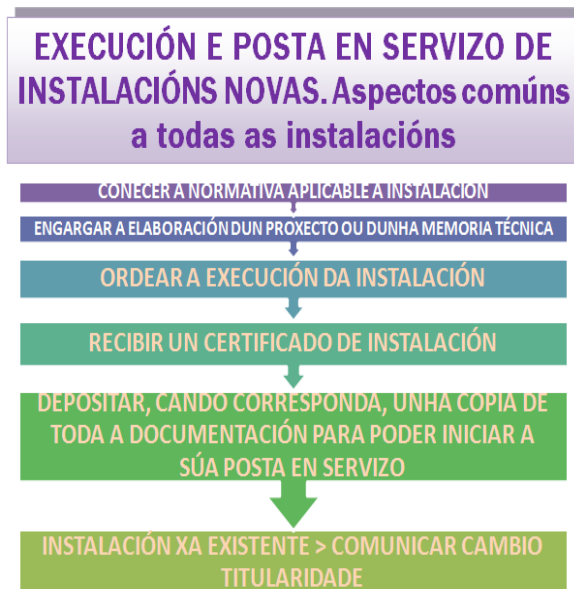 EXECUCIÓN E POSTA EN SERVIZO DE
INSTALACIÓNS NOVAS. Aspectos comúns
a todas as instalacións
CONECER A NORMATIVA APLICABLE A INSTALACIÓN
ENGARGAR A ELABORACIÓN DUN PROXECTO OU DUNHA MEMORIA TÉCNICA
ORDEAR A EXECUCIÓN DA INSTALACIÓN
RECIBIR UN CERTIFICADO DE INSTALACIÓN
DEPOSITAR, CANDO CORRESPONDA, UNHA COPIA DE
TODA A DOCUMENTACIÓN PARA PODER INICIAR A
SÚA POSTA EN SERVIZO
INSTALACIÓN XA EXISTENTE > COMUNICAR CAMBIO
TITULARIDADE